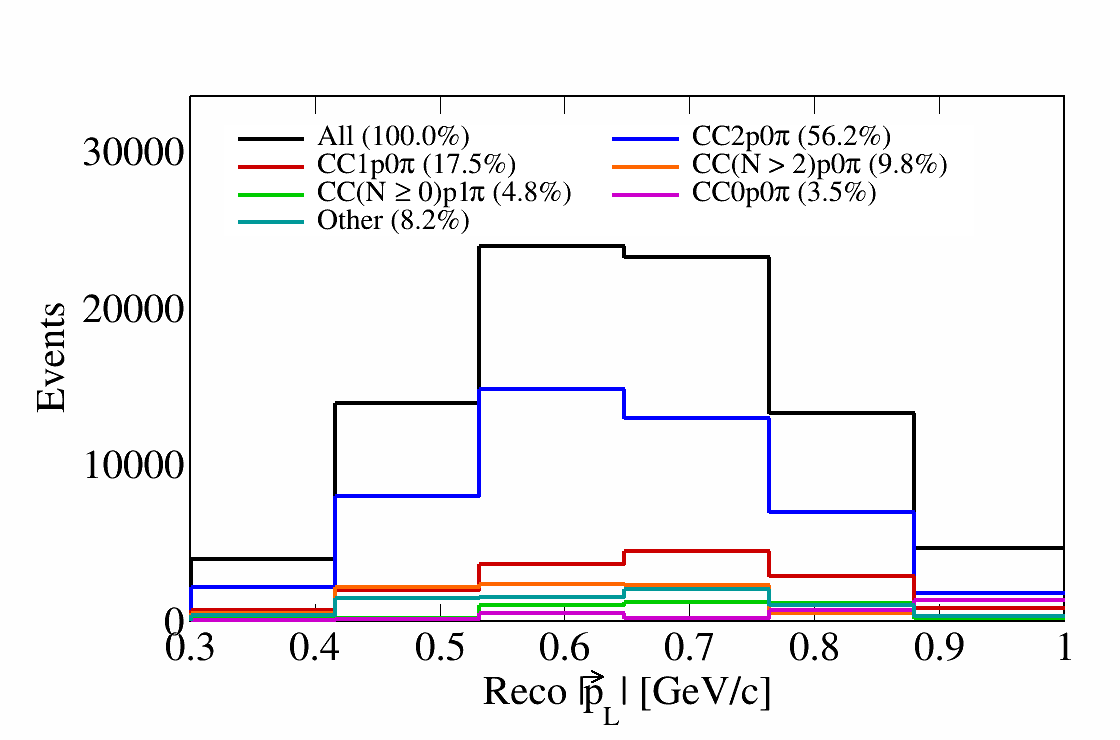 All (100.0%)
CC2p0π (56.2%)
CC1p0π (17.5%)
CC(N > 2)p0π (9.8%)
CC(N ≥ 0)p1π (4.8%)
CC0p0π (3.5%)
Other (8.2%)
Events
30000
20000
10000
0
0.3 0.4 0.5 0.6 0.7 0.8 0.9 1
Reco |p⃗_L| [GeV/c]